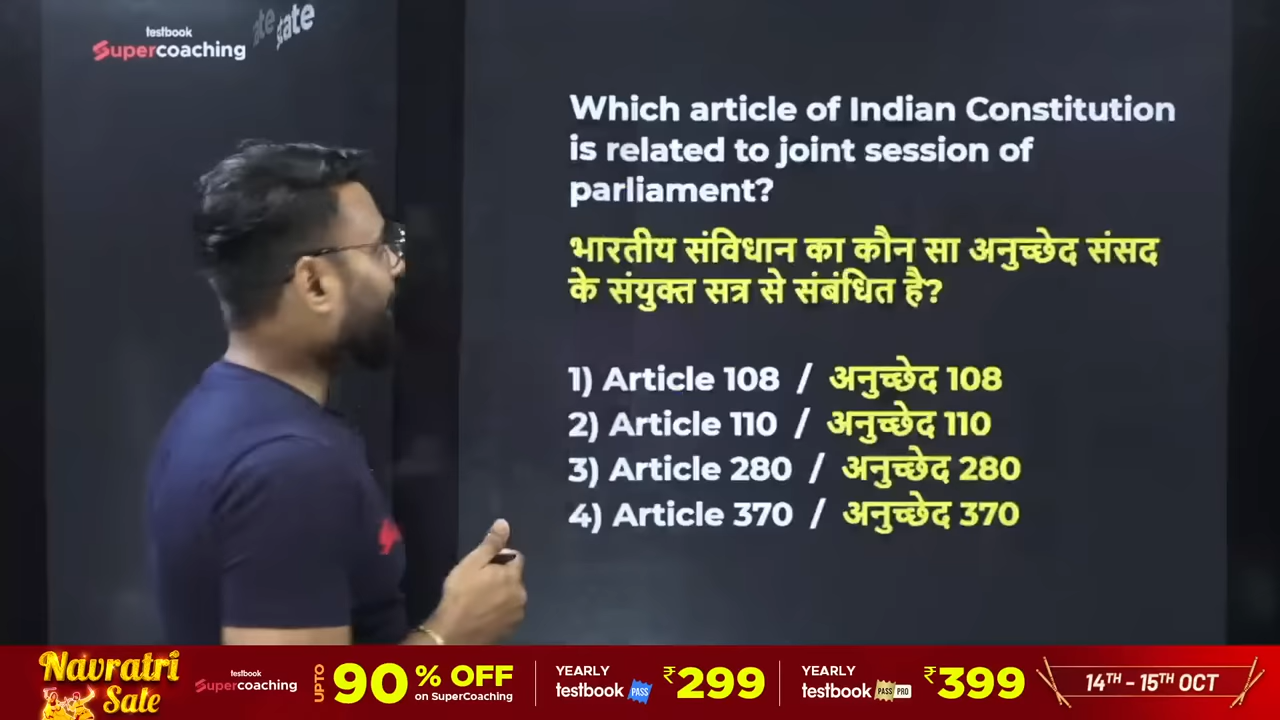 testbook
Supercoaching
ate
Which article of Indian Constitution
is related to joint session of
parliament?
भारतीय संविधान का कौन सा अनुच्छेद संसद
के संयुक्त सत्र से संबंधित है?
1) Article 108 / अनुच्छेद 108
2) Article 110 / अनुच्छेद 110
3) Article 280 / अनुच्छेद 280
4) Article 370 / अनुच्छेद 370
Navratri
Sale
testbook
Supercoaching
UPTO 90% OFF
on SuperCoaching
YEARLY
testbook PASS
₹299
YEARLY
testbook PASS PRO
₹399
14TH - 15TH OCT